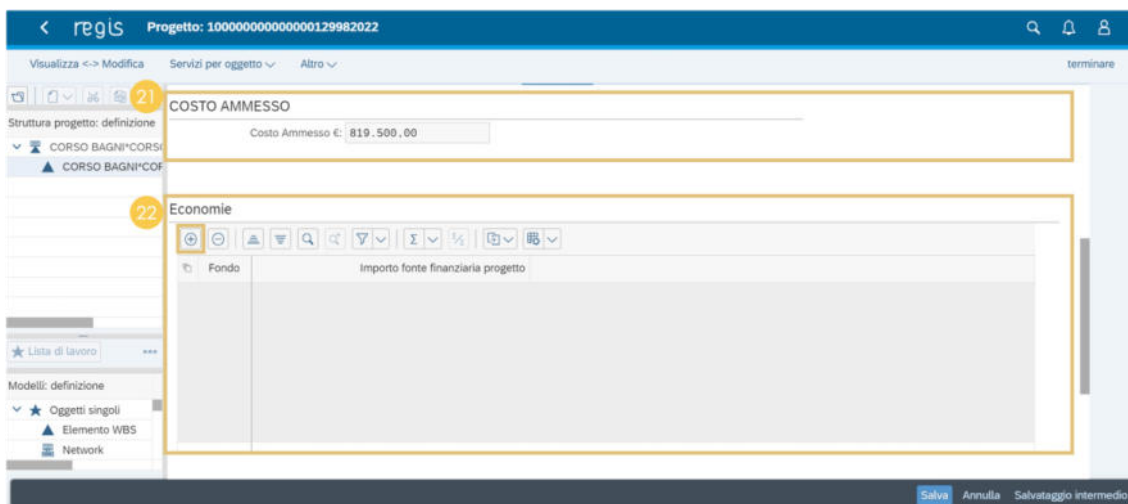 regis Progetto: 10000000000000129982022
Visualizza <-> Modifica Servizi per oggetto Altro terminare
21
COSTO AMMESSO
Struttura progetto: definizione
Costo Ammesso €: 819.500,00
CORSO BAGNI*CORS
CORSO BAGNI*COF
22
Economie
Fondo Importo fonte finanziaria progetto
Lista di lavoro
Modelli: definizione
Oggetti singoli
Elemento WBS
Network
Salva Annulla Salvataggio intermedio